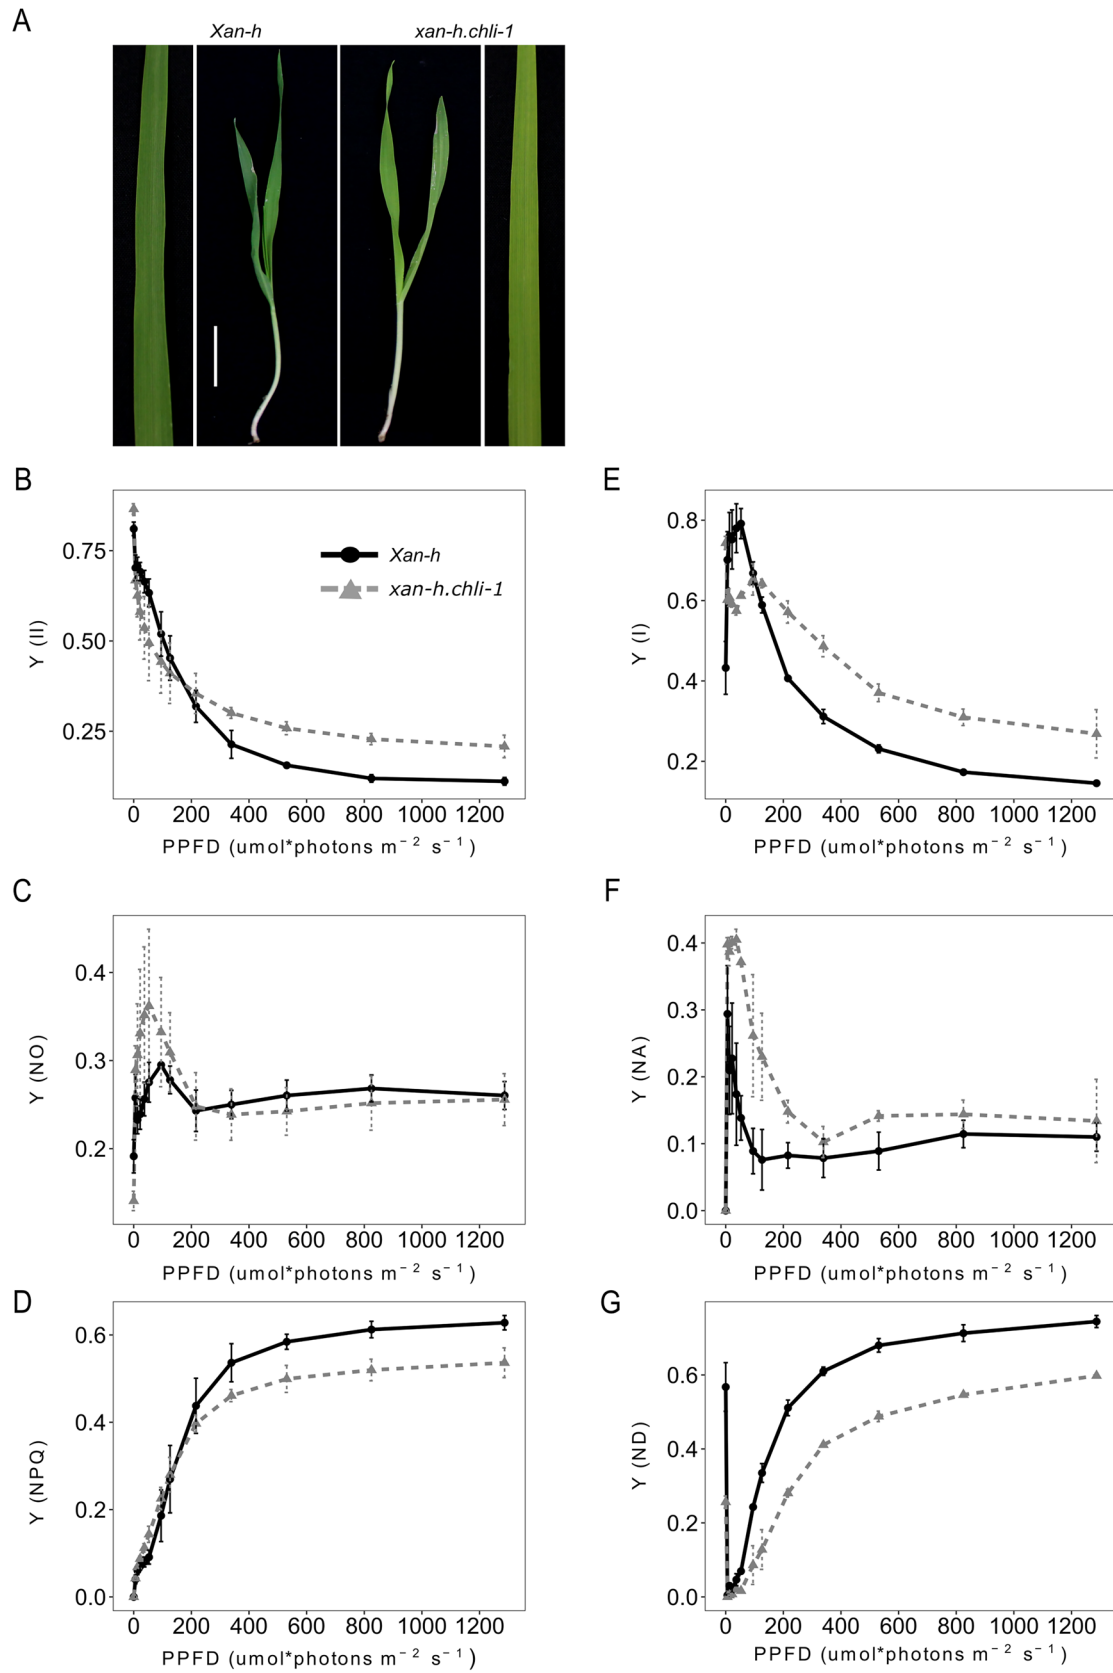 A
Xan-h
xan-h.chli-1
B
Y (II)
0.75
0.50
0.25
Xan-h
xan-h.chli-1
0 200 400 600 800 1000 1200
PPFD (umol*photons m⁻² s⁻¹)
E
Y (I)
0.8
0.6
0.4
0.2
0 200 400 600 800 1000 1200
PPFD (umol*photons m⁻² s⁻¹)
C
Y (NO)
0.4
0.3
0.2
0 200 400 600 800 1000 1200
PPFD (umol*photons m⁻² s⁻¹)
F
Y (NA)
0.4
0.3
0.2
0.1
0.0
0 200 400 600 800 1000 1200
PPFD (umol*photons m⁻² s⁻¹)
D
Y (NPQ)
0.6
0.4
0.2
0.0
0 200 400 600 800 1000 1200
PPFD (umol*photons m⁻² s⁻¹)
G
Y (ND)
0.6
0.4
0.2
0.0
0 200 400 600 800 1000 1200
PPFD (umol*photons m⁻² s⁻¹)